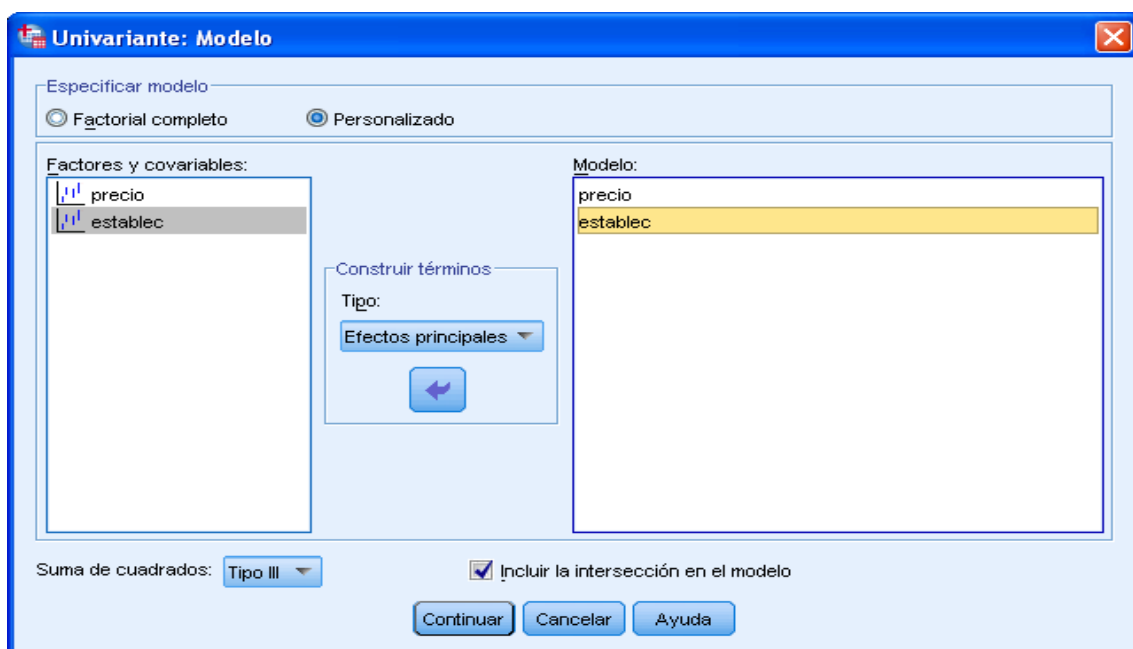 Univariante: Modelo
Especificar modelo
Factorial completo
Personalizado
Factores y covariables:
precio
establec
Construir términos
Tipo:
Efectos principales
Modelo:
precio
establec
Suma de cuadrados:
Tipo III
Incluir la intersección en el modelo
Continuar
Cancelar
Ayuda